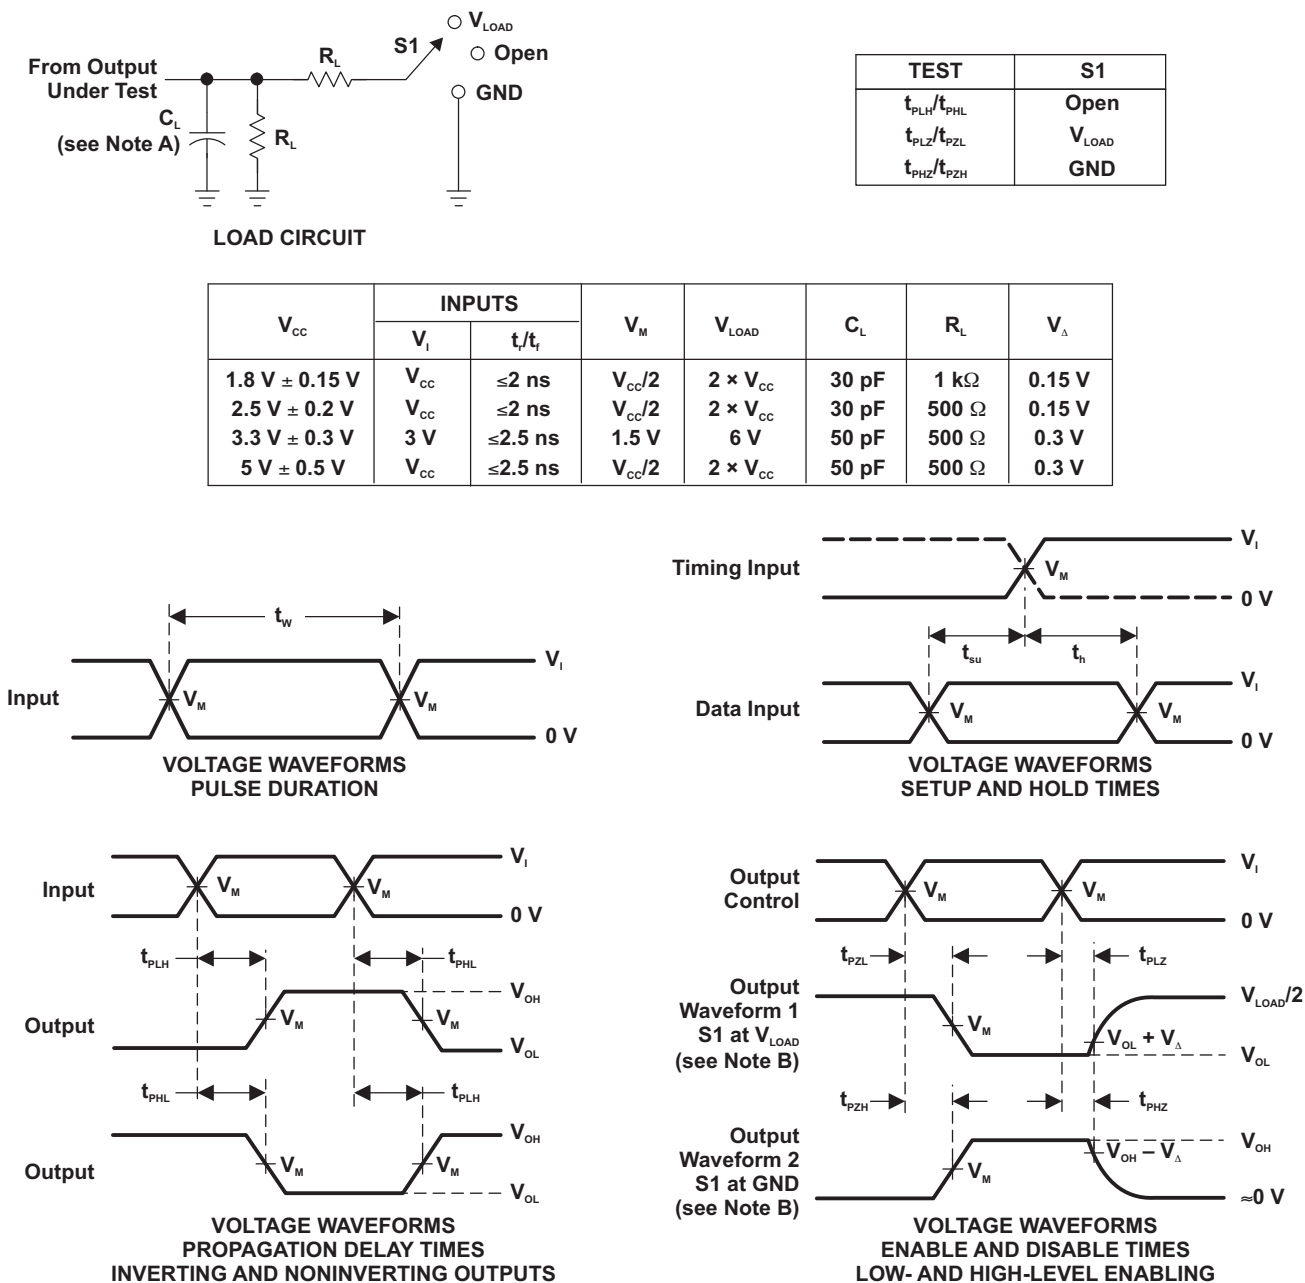 V_LOAD
S1
Open
R_L
From Output
Under Test
GND
C_L
(see Note A)
R_L
LOAD CIRCUIT
TEST S1
t_PLH/t_PHL Open
t_PLZ/t_PZL V_LOAD
t_PHZ/t_PZH GND
V_CC INPUTS V_M V_LOAD C_L R_L V_Δ
V_I t_r/t_f
1.8 V ± 0.15 V V_CC ≤2 ns V_CC/2 2 × V_CC 30 pF 1 kΩ 0.15 V
2.5 V ± 0.2 V V_CC ≤2 ns V_CC/2 2 × V_CC 30 pF 500 Ω 0.15 V
3.3 V ± 0.3 V 3 V ≤2.5 ns 1.5 V 6 V 50 pF 500 Ω 0.3 V
5 V ± 0.5 V V_CC ≤2.5 ns V_CC/2 2 × V_CC 50 pF 500 Ω 0.3 V
t_W
V_I
Input V_M V_M
0 V
VOLTAGE WAVEFORMS
PULSE DURATION
V_I
Timing Input V_M
0 V
t_su t_h
V_I
Data Input V_M V_M
0 V
VOLTAGE WAVEFORMS
SETUP AND HOLD TIMES
V_I
Input V_M V_M
0 V
t_PLH t_PHL
V_OH
Output V_M V_M
V_OL
t_PHL t_PLH
V_OH
Output V_M V_M
V_OL
VOLTAGE WAVEFORMS
PROPAGATION DELAY TIMES
INVERTING AND NONINVERTING OUTPUTS
V_I
Output
Control
V_M V_M
0 V
t_PZL t_PLZ
Output
Waveform 1
S1 at V_LOAD
(see Note B)
V_LOAD/2
V_M
V_OL + V_Δ
V_OL
t_PZH t_PHZ
Output
Waveform 2
S1 at GND
(see Note B)
V_OH
V_OH – V_Δ
V_M
≈0 V
VOLTAGE WAVEFORMS
ENABLE AND DISABLE TIMES
LOW- AND HIGH-LEVEL ENABLING